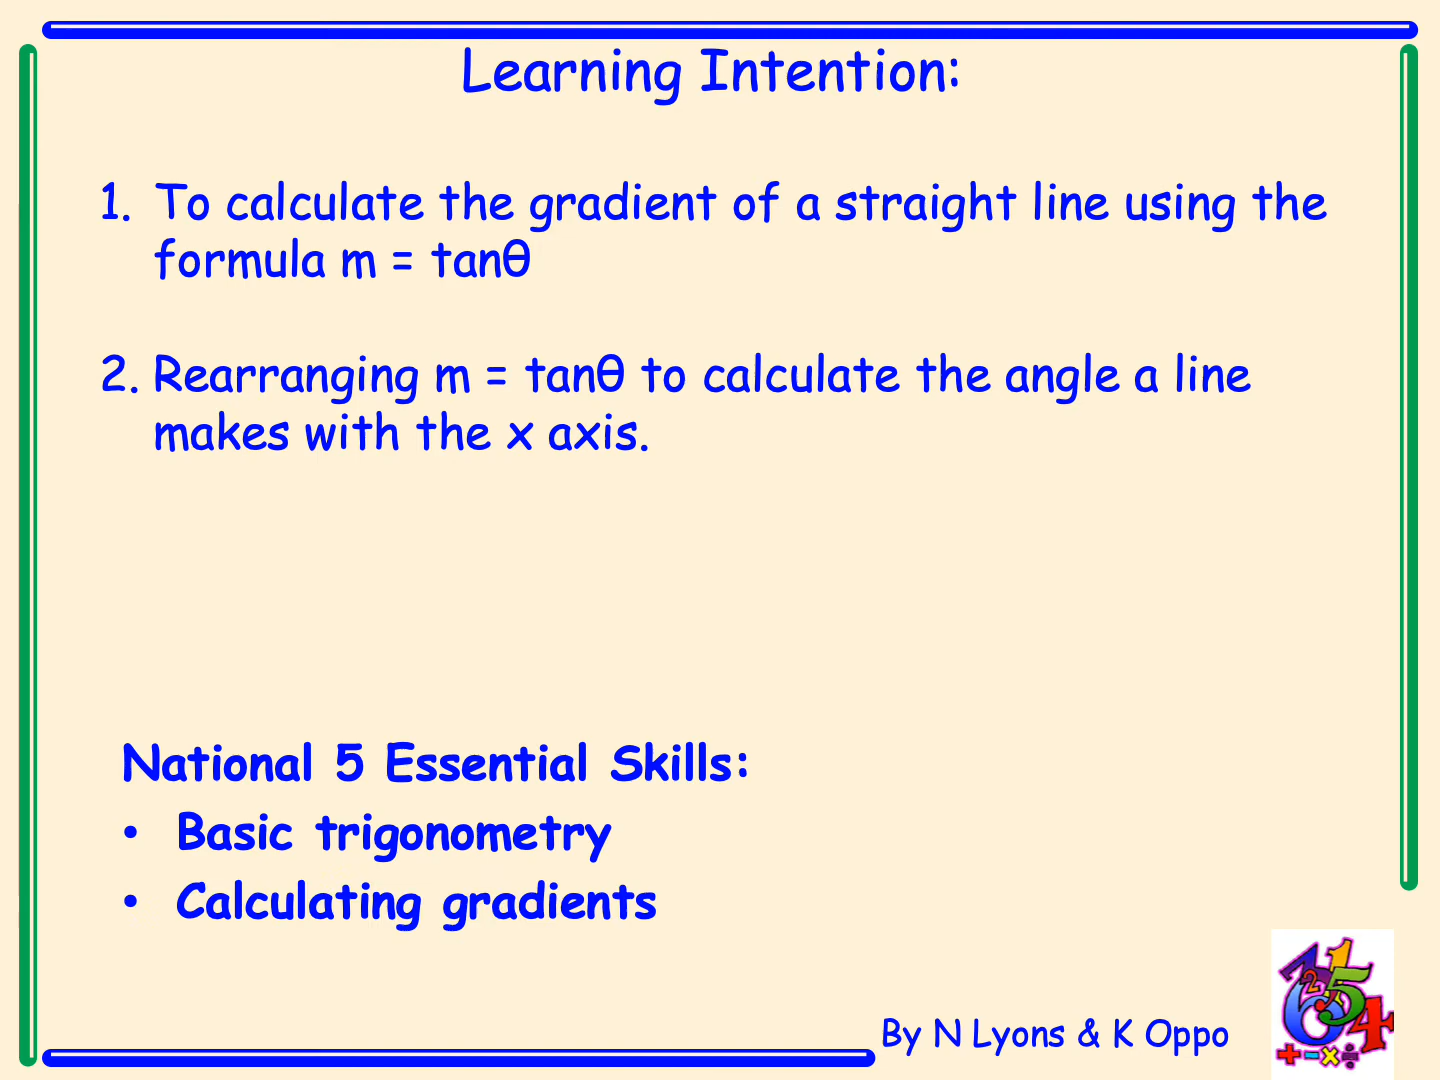 Learning Intention:
1. To calculate the gradient of a straight line using the
formula m = tanθ
2. Rearranging m = tanθ to calculate the angle a line
makes with the x axis.
National 5 Essential Skills:
• Basic trigonometry
• Calculating gradients
By N Lyons & K Oppo